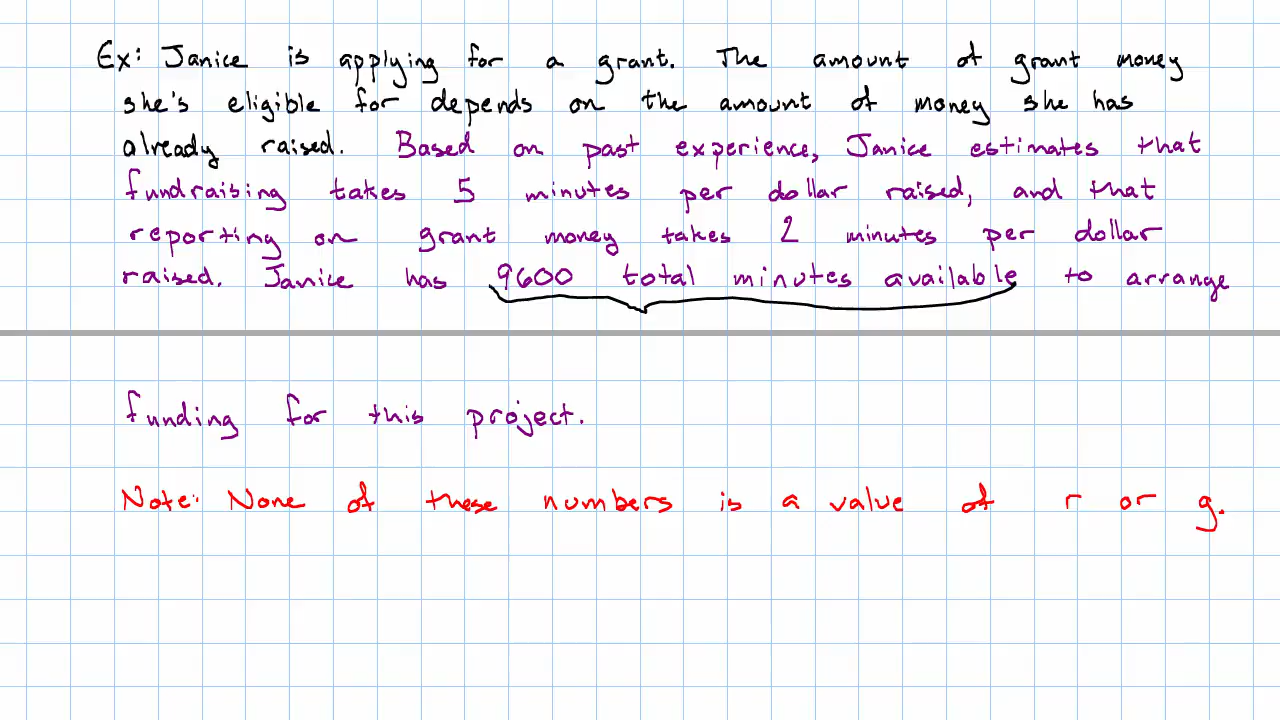 Ex: Janice is applying for a grant. The amount of grant money
she's eligible for depends on the amount of money she has
already raised. Based on past experience, Janice estimates that
fundraising takes 5 minutes per dollar raised, and that
reporting on grant money takes 2 minutes per dollar
raised. Janice has 9600 total minutes available to arrange
funding for this project.
Note: None of these numbers is a value of r or g.